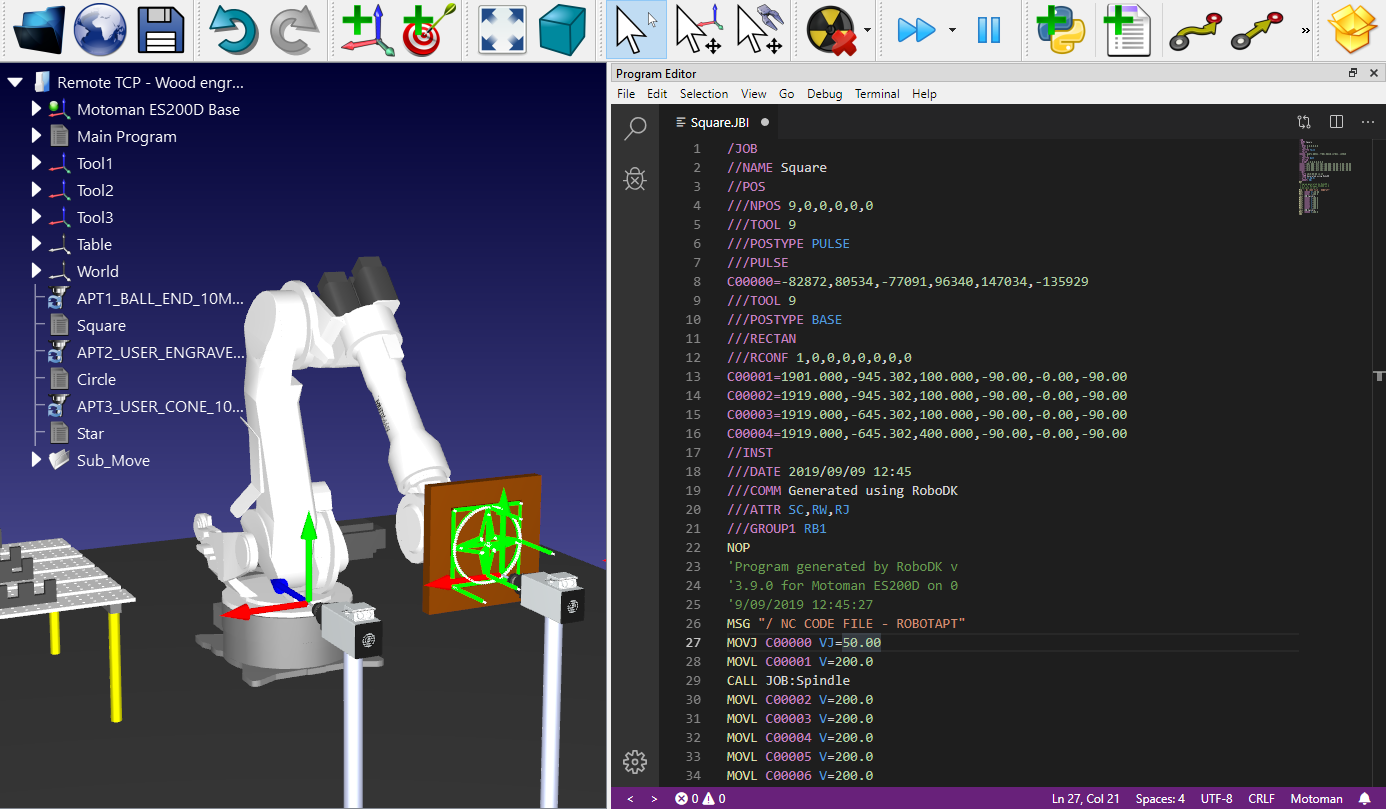 Remote TCP - Wood engr...
Motoman ES200D Base
Main Program
Tool1
Tool2
Tool3
Table
World
APT1_BALL_END_10M...
Square
APT2_USER_ENGRAVE...
Circle
APT3_USER_CONE_10...
Star
Sub_Move
»
Program Editor
File Edit Selection View Go Debug Terminal Help
Square.JBI
1 /JOB
2 //NAME Square
3 //POS
4 ///NPOS 9,0,0,0,0,0
5 ///TOOL 9
6 ///POSTYPE PULSE
7 ///PULSE
8 C00000=-82872,80534,-77091,96340,147034,-135929
9 ///TOOL 9
10 ///POSTYPE BASE
11 ///RECTAN
12 ///RCONF 1,0,0,0,0,0,0,0
13 C00001=1901.000,-945.302,100.000,-90.00,-0.00,-90.00
14 C00002=1919.000,-945.302,100.000,-90.00,-0.00,-90.00
15 C00003=1919.000,-645.302,100.000,-90.00,-0.00,-90.00
16 C00004=1919.000,-645.302,400.000,-90.00,-0.00,-90.00
17 //INST
18 ///DATE 2019/09/09 12:45
19 ///COMM Generated using RoboDK
20 ///ATTR SC,RW,RJ
21 ///GROUP1 RB1
22 NOP
23 'Program generated by RoboDK v
24 '3.9.0 for Motoman ES200D on 0
25 '9/09/2019 12:45:27
26 MSG "/ NC CODE FILE - ROBOTAPT"
27 MOVJ C00000 VJ=50.00
28 MOVL C00001 V=200.0
29 CALL JOB:Spindle
30 MOVL C00002 V=200.0
31 MOVL C00003 V=200.0
32 MOVL C00004 V=200.0
33 MOVL C00005 V=200.0
34 MOVL C00006 V=200.0
< > 0 0 Ln 27, Col 21 Spaces: 4 UTF-8 CRLF Motoman